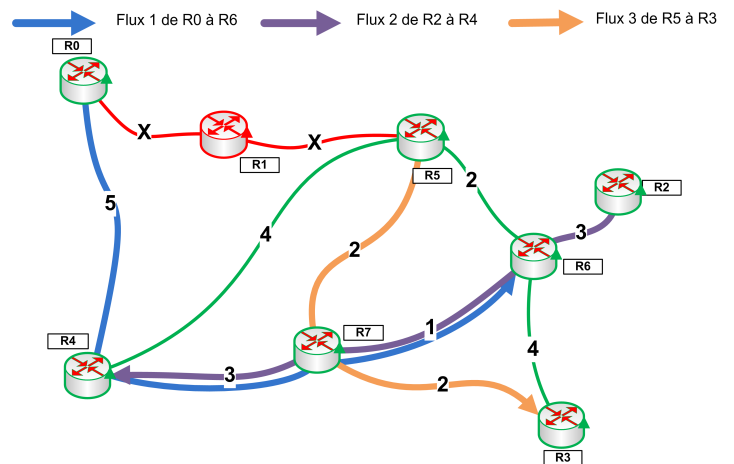 Flux 1 de R0 à R6
Flux 2 de R2 à R4
Flux 3 de R5 à R3
R0
X
R1
X
R5
2
R2
5
4
2
3
R6
R4
R7
1
3
2
4
R3